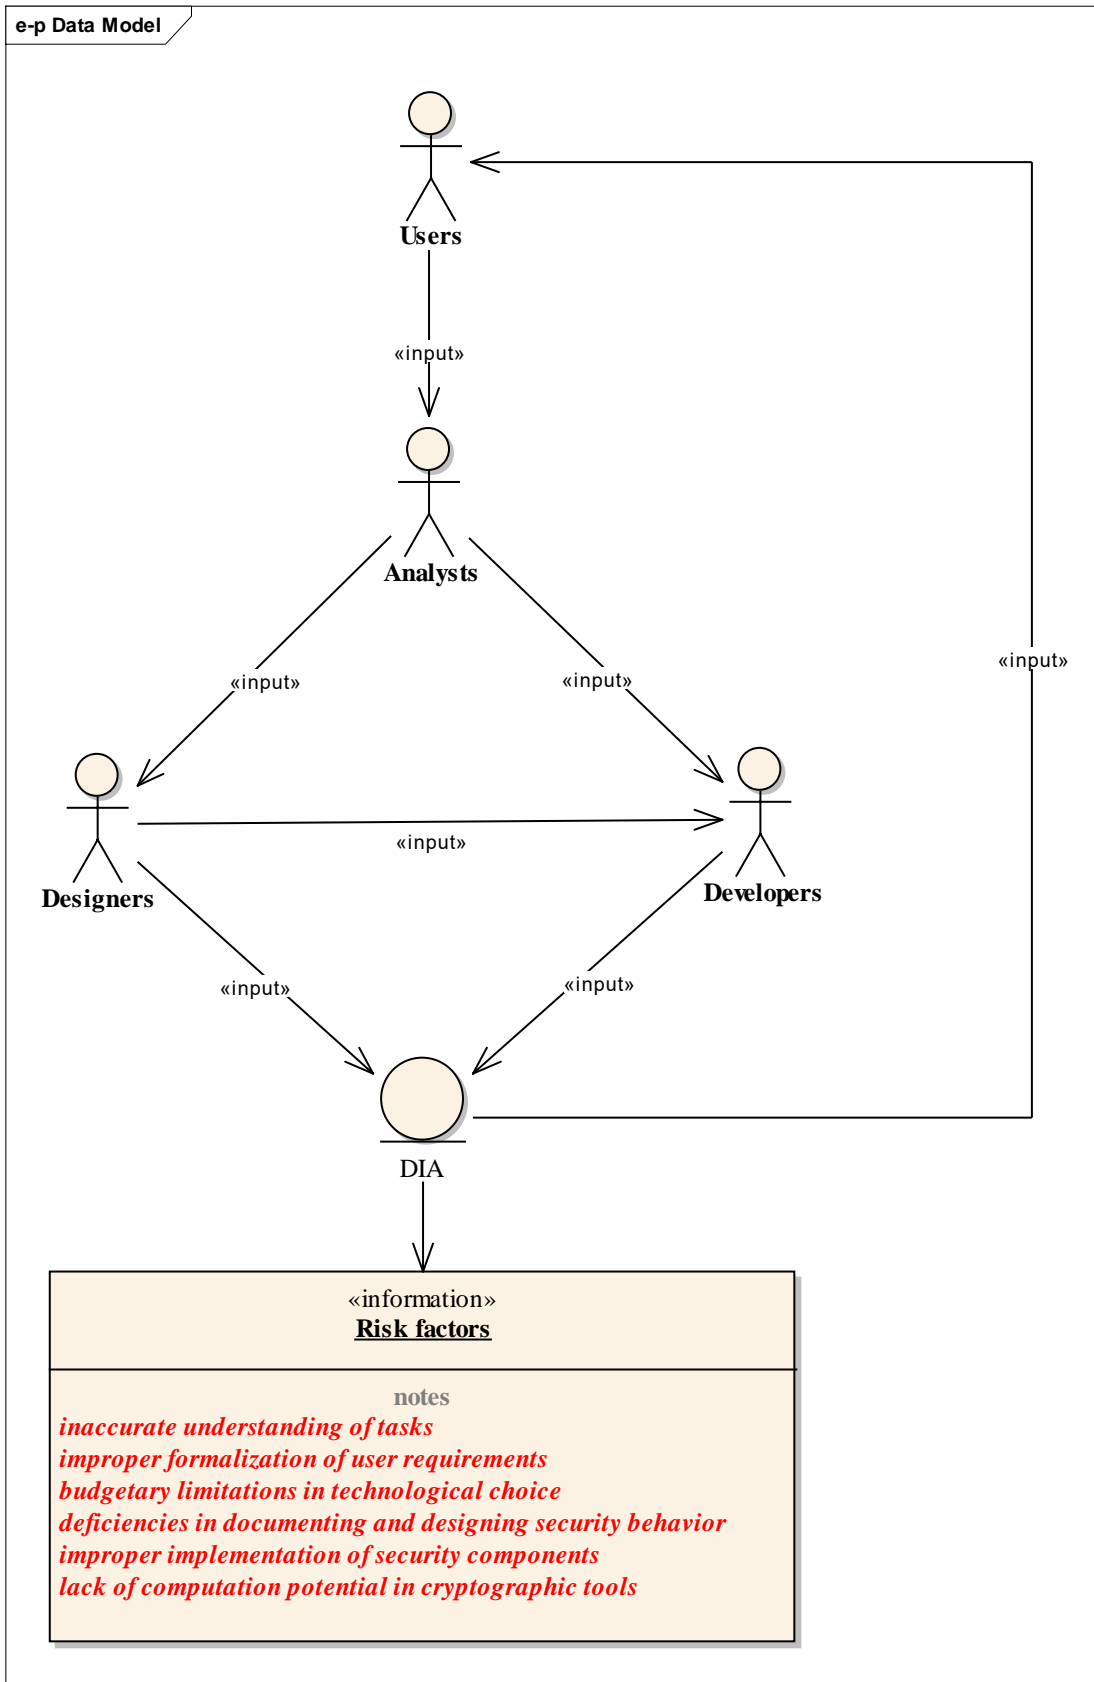 e-p Data Model
Users
«input»
Analysts
«input»
«input»
«input»
Designers
«input»
Developers
«input»
«input»
DIA
«information»
Risk factors
notes
inaccurate understanding of tasks
improper formalization of user requirements
budgetary limitations in technological choice
deficiencies in documenting and designing security behavior
improper implementation of security components
lack of computation potential in cryptographic tools